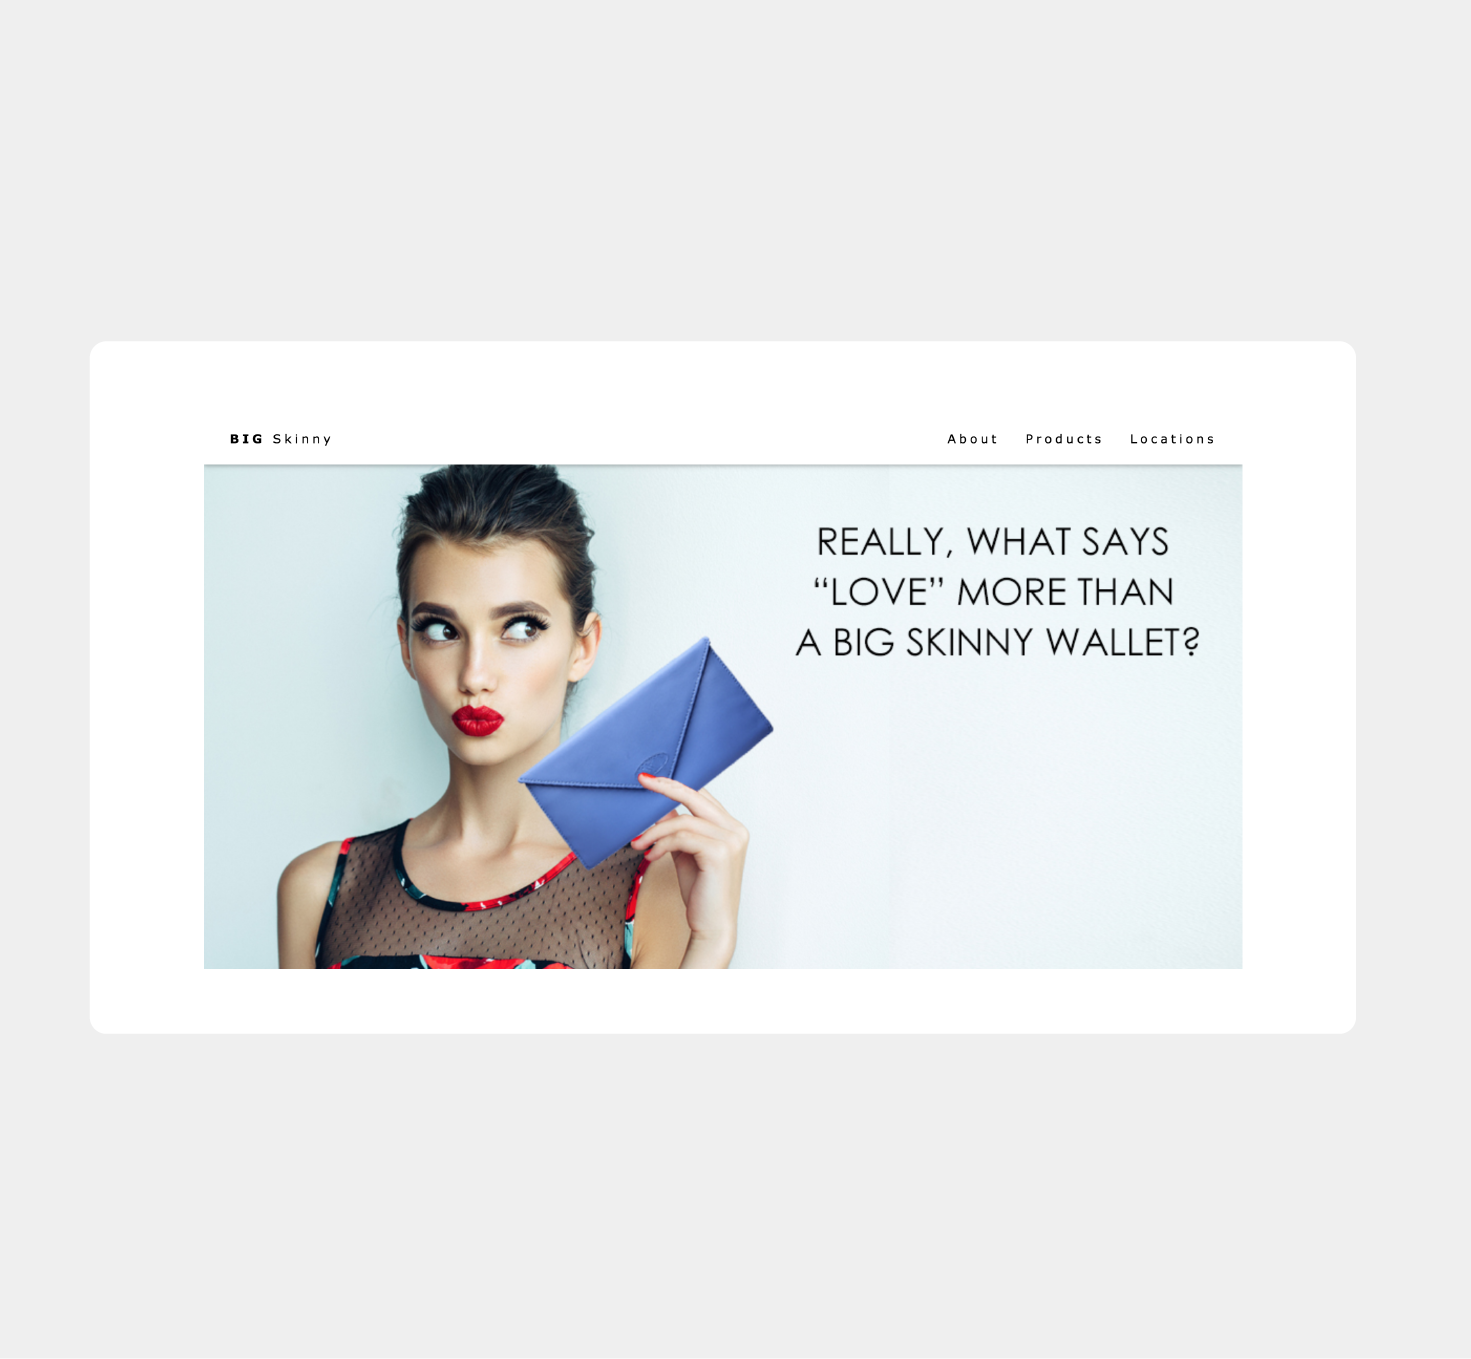 BIG Skinny
About Products Locations
REALLY, WHAT SAYS
“LOVE” MORE THAN
A BIG SKINNY WALLET?